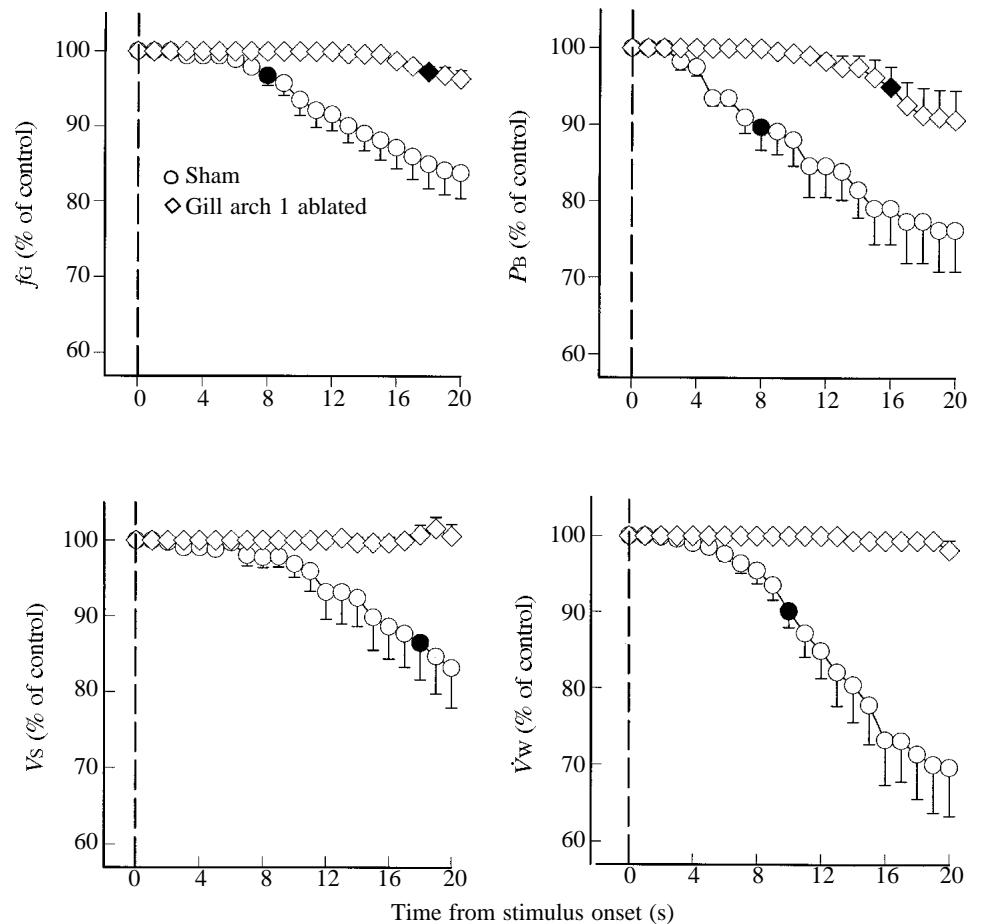 fG (% of control)
100
90
80
70
60
Sham
Gill arch 1 ablated
0 4 8 12 16 20
PB (% of control)
100
90
80
70
60
0 4 8 12 16 20
VS (% of control)
100
90
80
70
60
0 4 8 12 16 20
V̇W (% of control)
100
90
80
70
60
0 4 8 12 16 20
Time from stimulus onset (s)